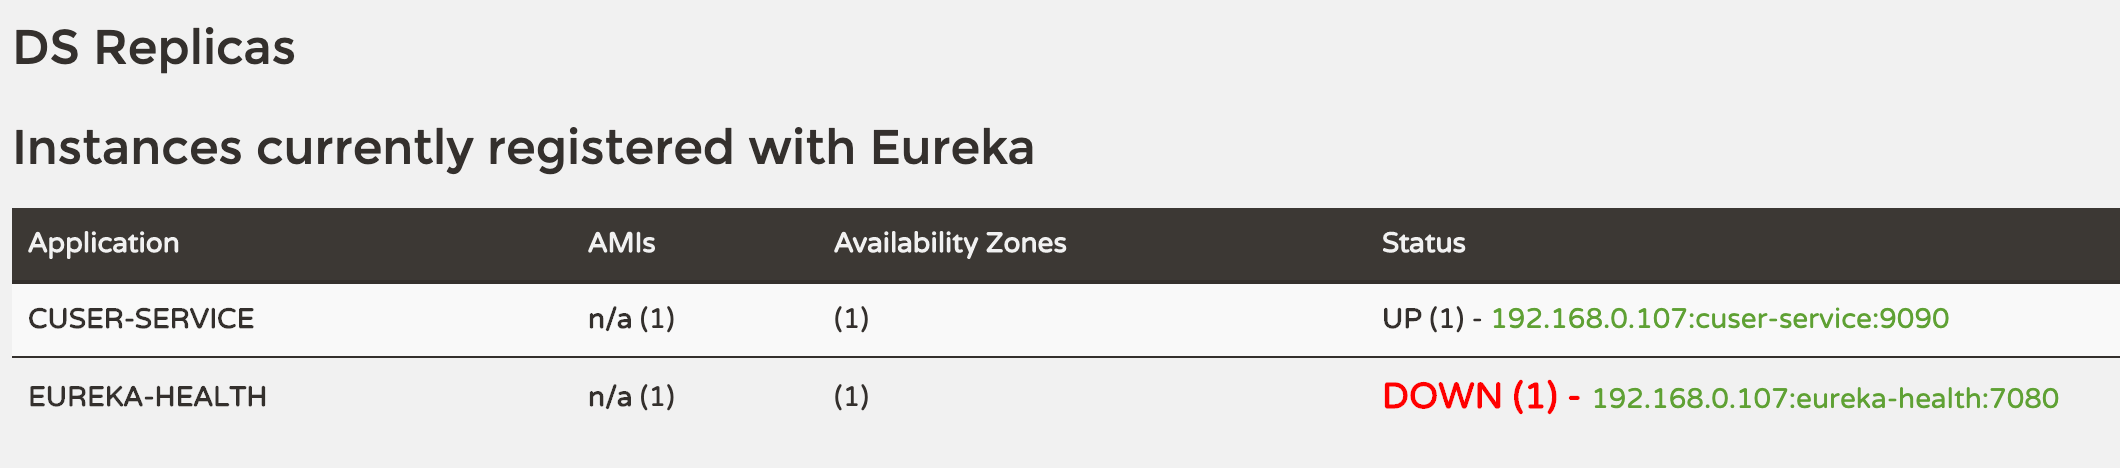 DS Replicas
Instances currently registered with Eureka
Application AMIs Availability Zones Status
CUSER-SERVICE n/a (1) (1) UP (1) - 192.168.0.107:cuser-service:9090
EUREKA-HEALTH n/a (1) (1) DOWN (1) - 192.168.0.107:eureka-health:7080